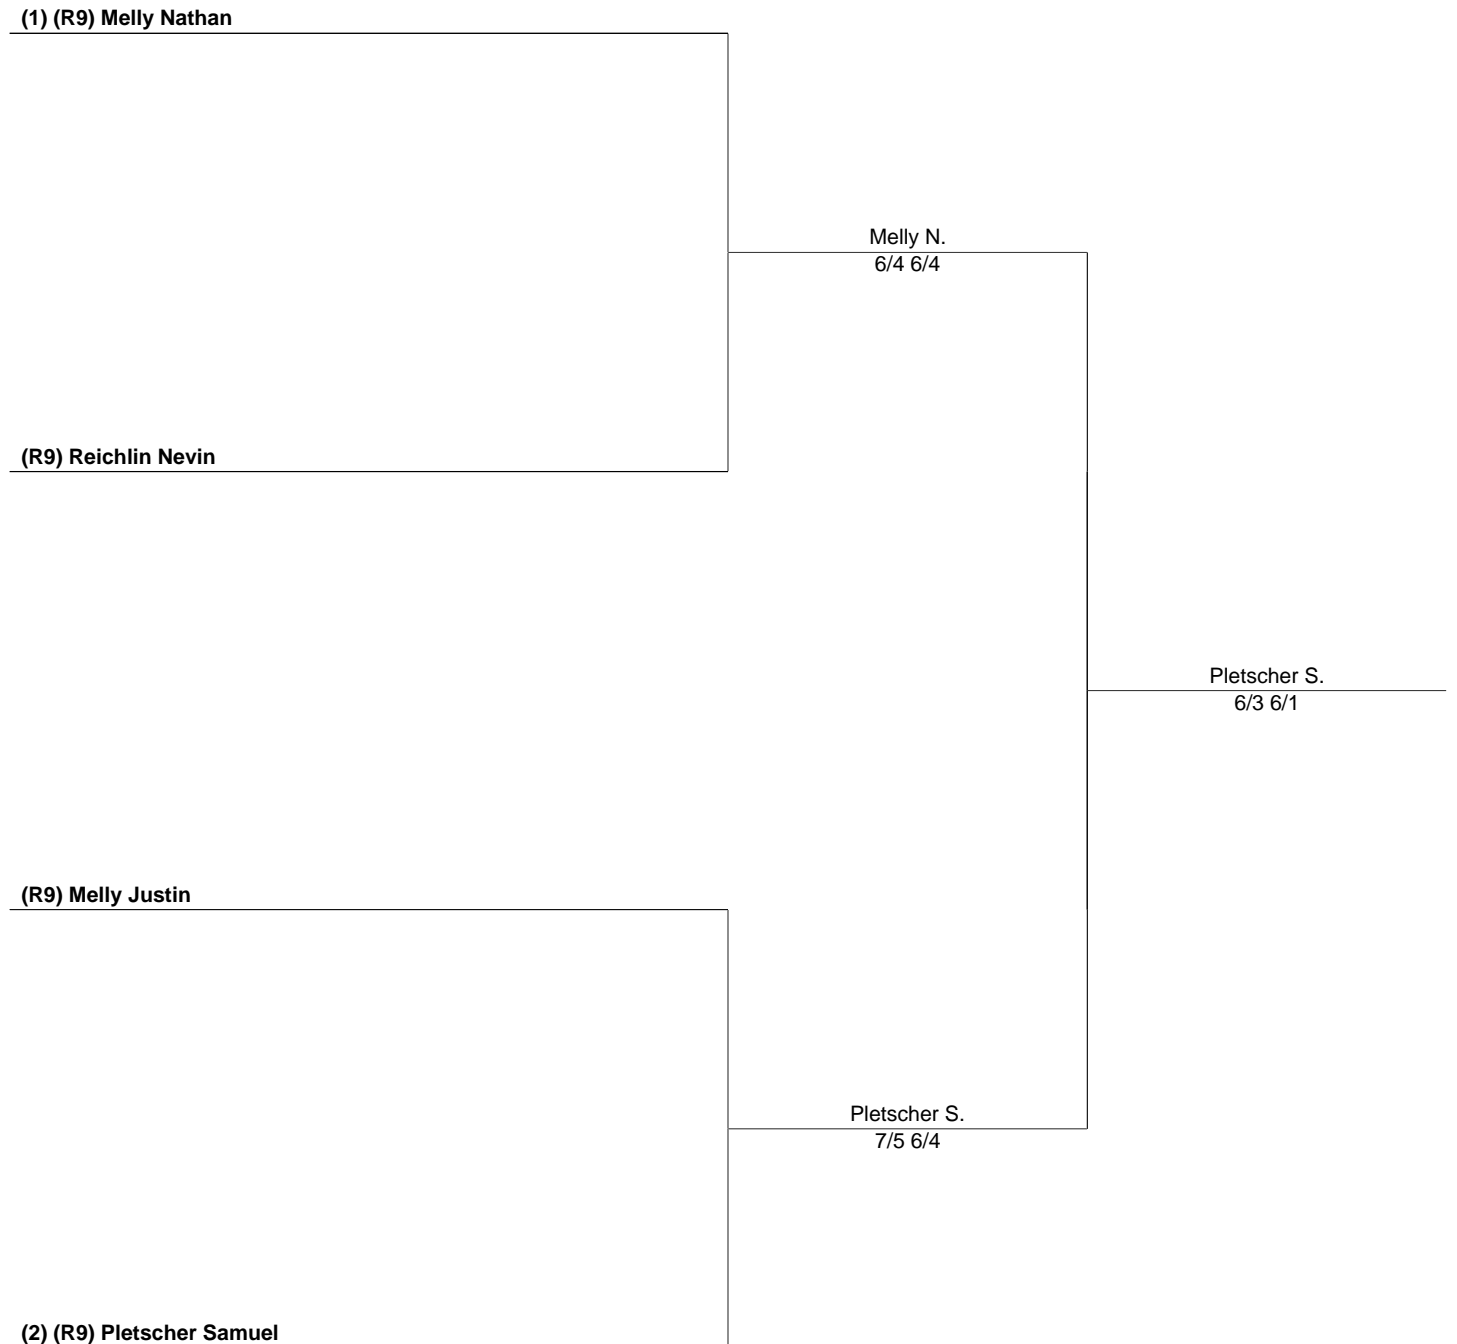 (1) (R9) Melly Nathan
Melly N.
6/4 6/4
(R9) Reichlin Nevin
Pletscher S.
6/3 6/1
(R9) Melly Justin
Pletscher S.
7/5 6/4
(2) (R9) Pletscher Samuel